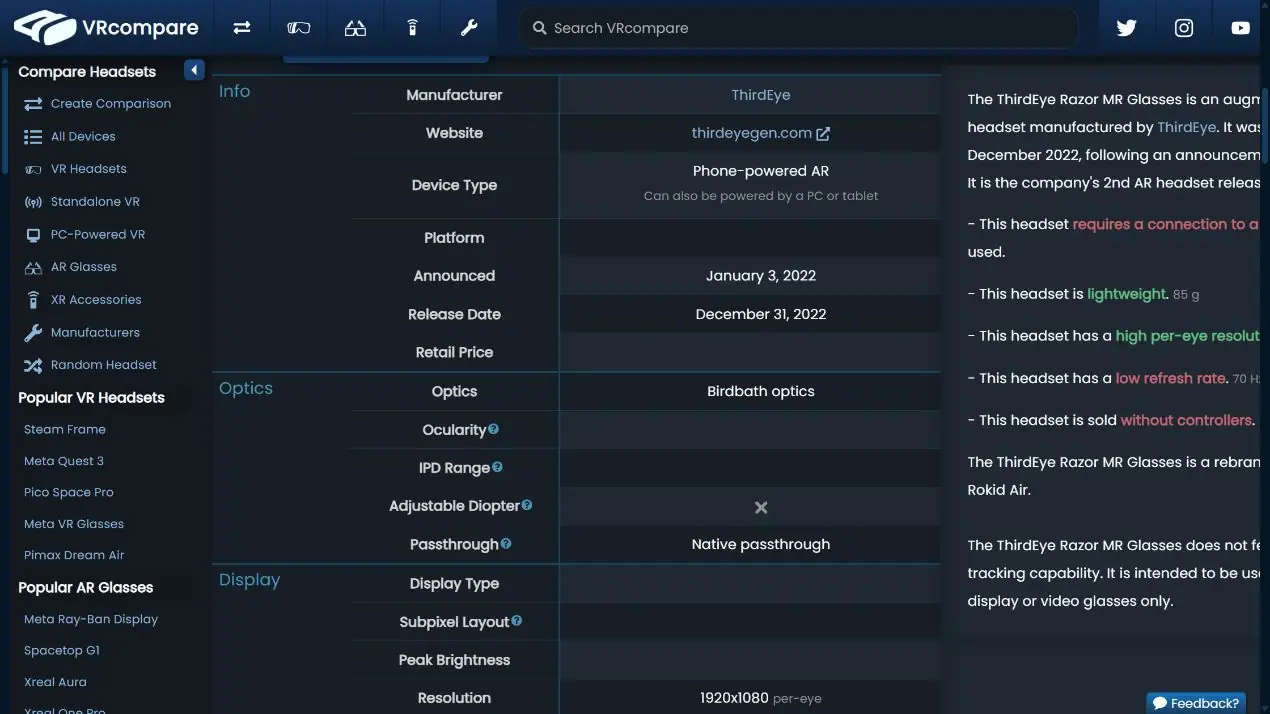 VRcompare
Search VRcompare
Compare Headsets
Create Comparison
All Devices
VR Headsets
Standalone VR
PC-Powered VR
AR Glasses
XR Accessories
Manufacturers
Random Headset
Popular VR Headsets
Steam Frame
Meta Quest 3
Pico Space Pro
Meta VR Glasses
Pimax Dream Air
Popular AR Glasses
Meta Ray-Ban Display
Spacetop G1
Xreal Aura
Xreal One Pro
Info
Manufacturer ThirdEye
Website thirdeyegen.com
Device Type Phone-powered AR
Can also be powered by a PC or tablet
Platform
Announced January 3, 2022
Release Date December 31, 2022
Retail Price
Optics
Optics Birdbath optics
Ocularity
IPD Range
Adjustable Diopter
Passthrough Native passthrough
Display
Display Type
Subpixel Layout
Peak Brightness
Resolution 1920x1080 per-eye
The ThirdEye Razor MR Glasses is an
headset manufactured by ThirdEye. It was
December 2022, following an
It is the company's 2nd AR headset
- This headset requires a connection to a
used.
- This headset is lightweight. 85 g
- This headset has a high per-eye
- This headset has a low refresh rate. 70
- This headset is sold without controllers.
The ThirdEye Razor MR Glasses is a
Rokid Air.
The ThirdEye Razor MR Glasses does not
tracking capability. It is intended to be
display or video glasses only.
Feedback?